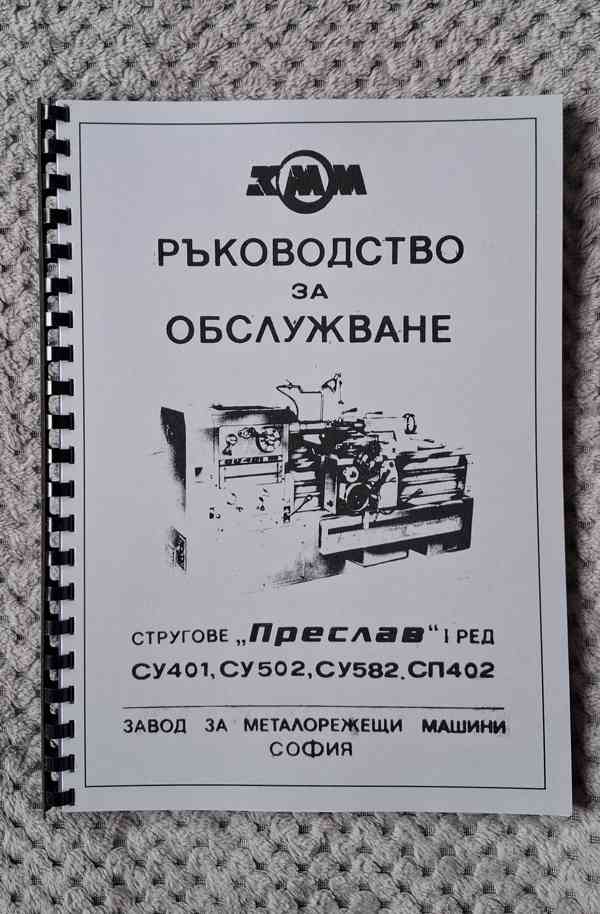 ЗММ
РЪКОВОДСТВО
ЗА
ОБСЛУЖВАНЕ
СТРУГОВЕ „Преслав“ I РЕД
СУ401, СУ502, СУ582, СП402
ЗАВОД ЗА МЕТАЛОРЕЖЕЩИ МАШИНИ
СОФИЯ